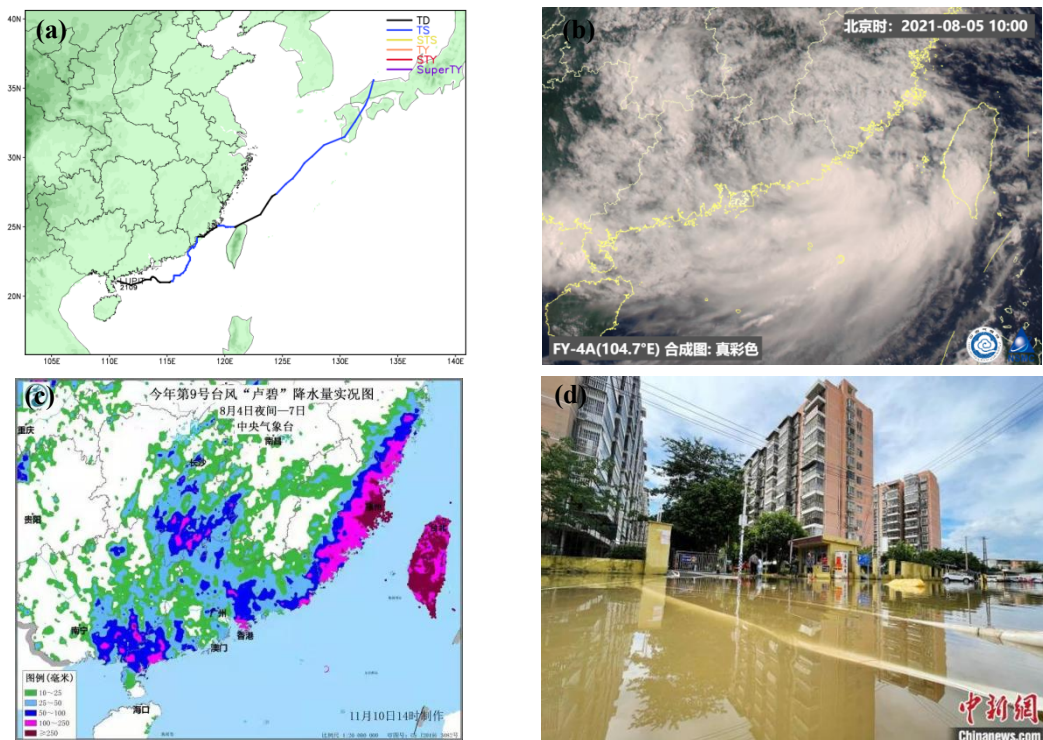 (a)
40N
35N
30N
25N
20N
105E
110E
115E
120E
125E
130E
135E
140E
TD
TS
STS
TY
STY
SuperTY
2109
(b)
北京时: 2021-08-05 10:00
FY-4A(104.7°E) 合成图: 真彩色
(c)
今年第9号台风“卢碧”降水量实况图
8月4日夜间—7日
中央气象台
重庆
南昌
长沙
贵阳
台北
广州
南宁
香港
澳门
海口
图例(毫米)
10～25
25～50
50～100
100～250
≥250
11月10日14时制作
(d)
中新網
Chinanews.com